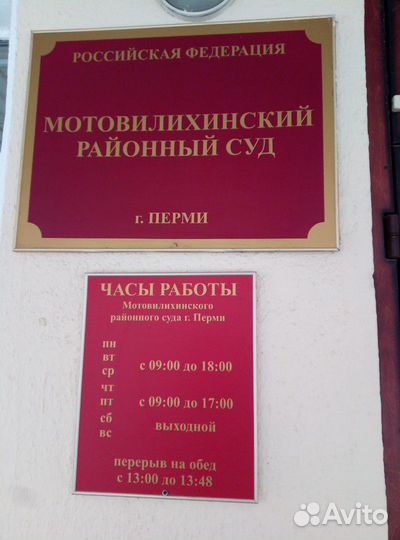 РОССИЙСКАЯ ФЕДЕРАЦИЯ
МОТОВИЛИХИНСКИЙ
РАЙОННЫЙ СУД
г. ПЕРМИ
ЧАСЫ РАБОТЫ
Мотовилихинского
районного суда г. Перми
пн
вт
ср с 09:00 до 18:00
чт
пт с 09:00 до 17:00
сб
вс выходной
перерыв на обед
с 13:00 до 13:48
Avito